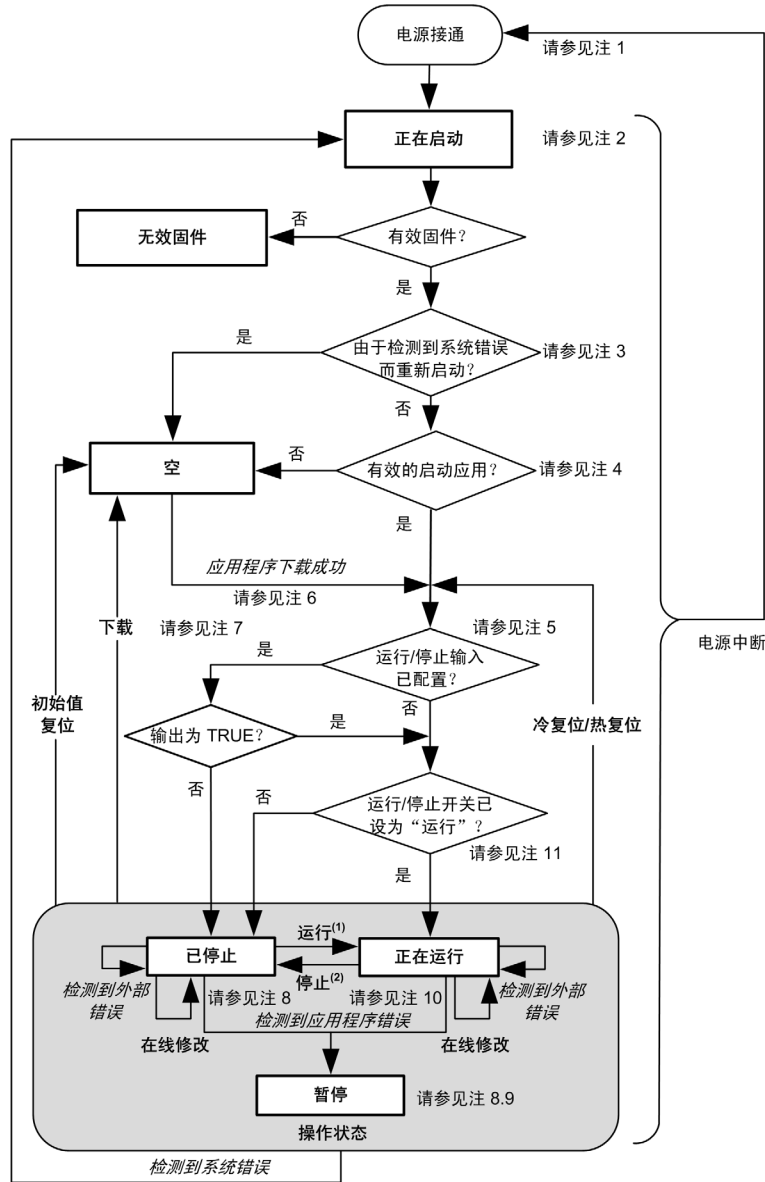 电源接通
请参见注 1
正在启动
请参见注 2
否
无效固件
有效固件？
是
是
由于检测到系统错误
而重新启动？
请参见注 3
否
否
空
有效的启动应用？
请参见注 4
是
应用程序下载成功
请参见注 6
下载
请参见注 7
请参见注 5
电源中断
是
运行/停止输入
已配置？
初始值
复位
否
冷复位/热复位
输出为 TRUE？
是
否
否
运行/停止开关已
设为“运行”？
请参见注 11
是
已停止
运行(1)
正在运行
停止(2)
检测到外部
错误
请参见注 8
请参见注 10
检测到外部
错误
检测到应用程序错误
在线修改
在线修改
暂停
请参见注 8.9
操作状态
检测到系统错误